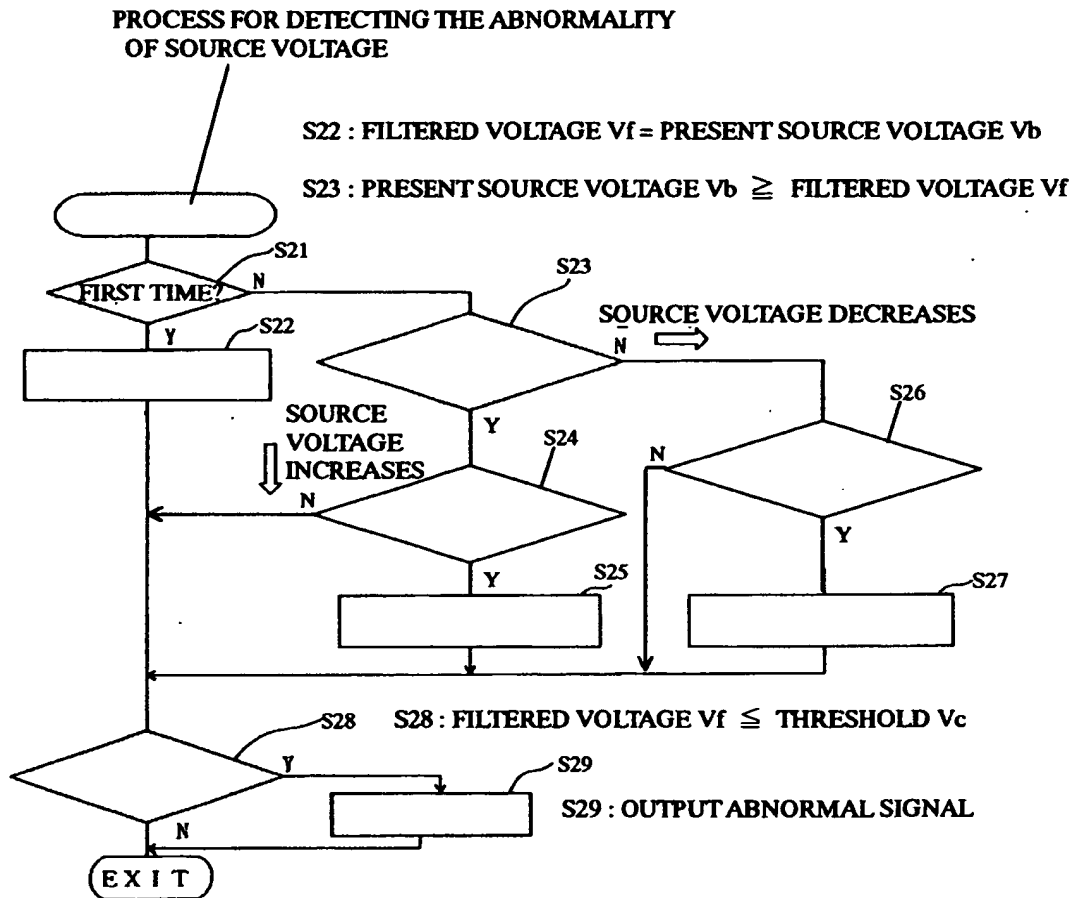 PROCESS FOR DETECTING THE ABNORMALITY
OF SOURCE VOLTAGE
S22 : FILTERED VOLTAGE Vf = PRESENT SOURCE VOLTAGE Vb
S23 : PRESENT SOURCE VOLTAGE Vb ≧ FILTERED VOLTAGE Vf
S21
FIRST TIME?
N
S23
SOURCE VOLTAGE DECREASES
N
Y
S22
S26
SOURCE
VOLTAGE
INCREASES
Y
S24
N
N
Y
Y
S25
S27
S28
S28 : FILTERED VOLTAGE Vf ≦ THRESHOLD Vc
Y
S29
S29 : OUTPUT ABNORMAL SIGNAL
N
EXIT